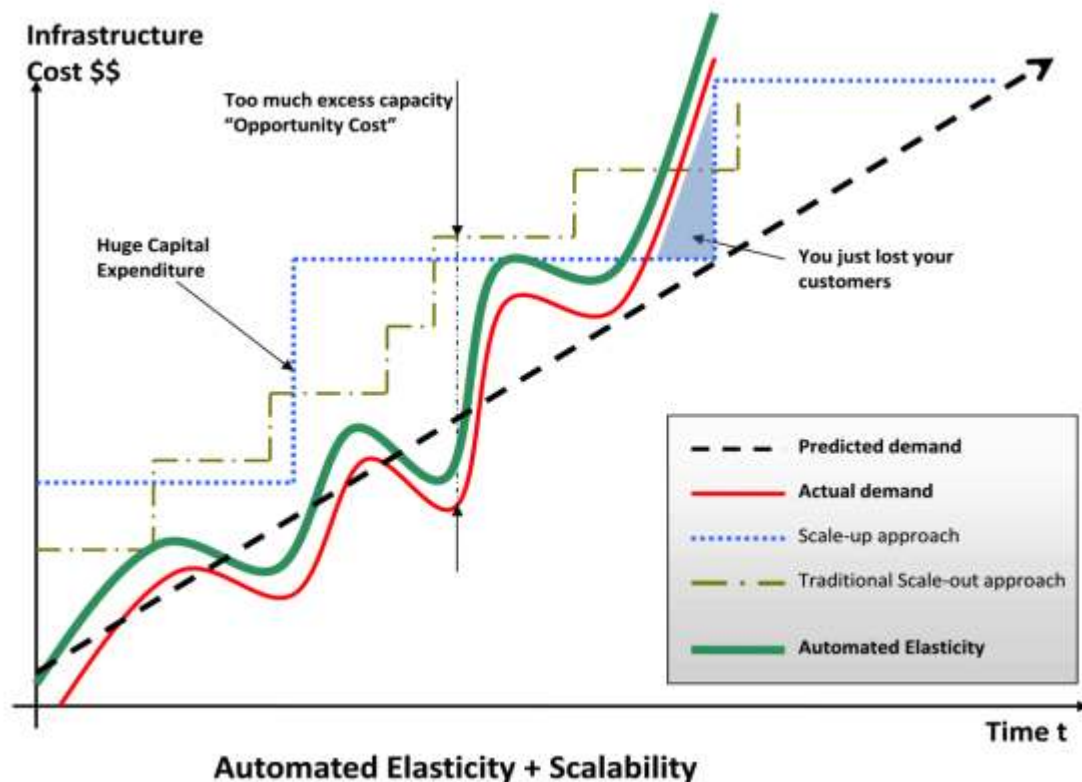 Infrastructure
Cost $$
Too much excess capacity
“Opportunity Cost”
Huge Capital
Expenditure
You just lost your
customers
Predicted demand
Actual demand
Scale-up approach
Traditional Scale-out approach
Automated Elasticity
Time t
Automated Elasticity + Scalability